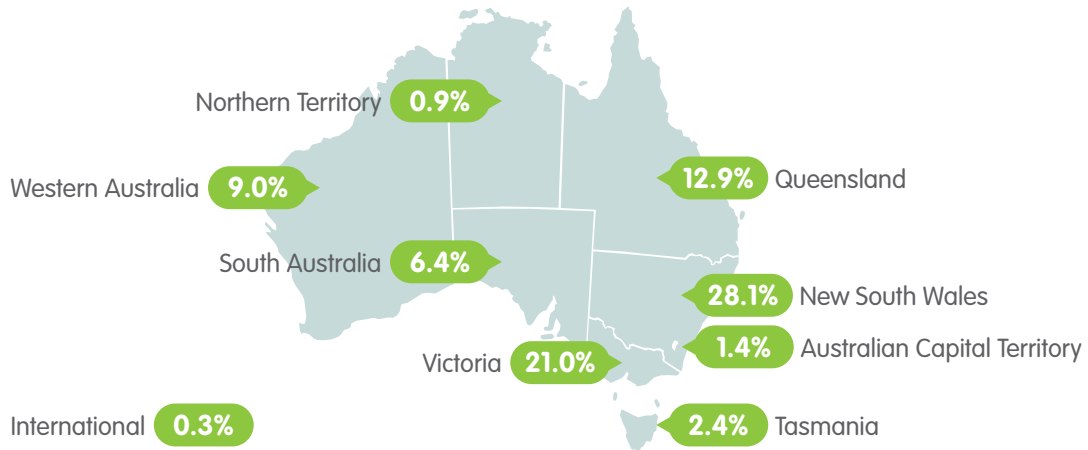 Northern Territory 0.9%
Western Australia 9.0%
12.9% Queensland
South Australia 6.4%
28.1% New South Wales
1.4% Australian Capital Territory
Victoria 21.0%
International 0.3%
2.4% Tasmania